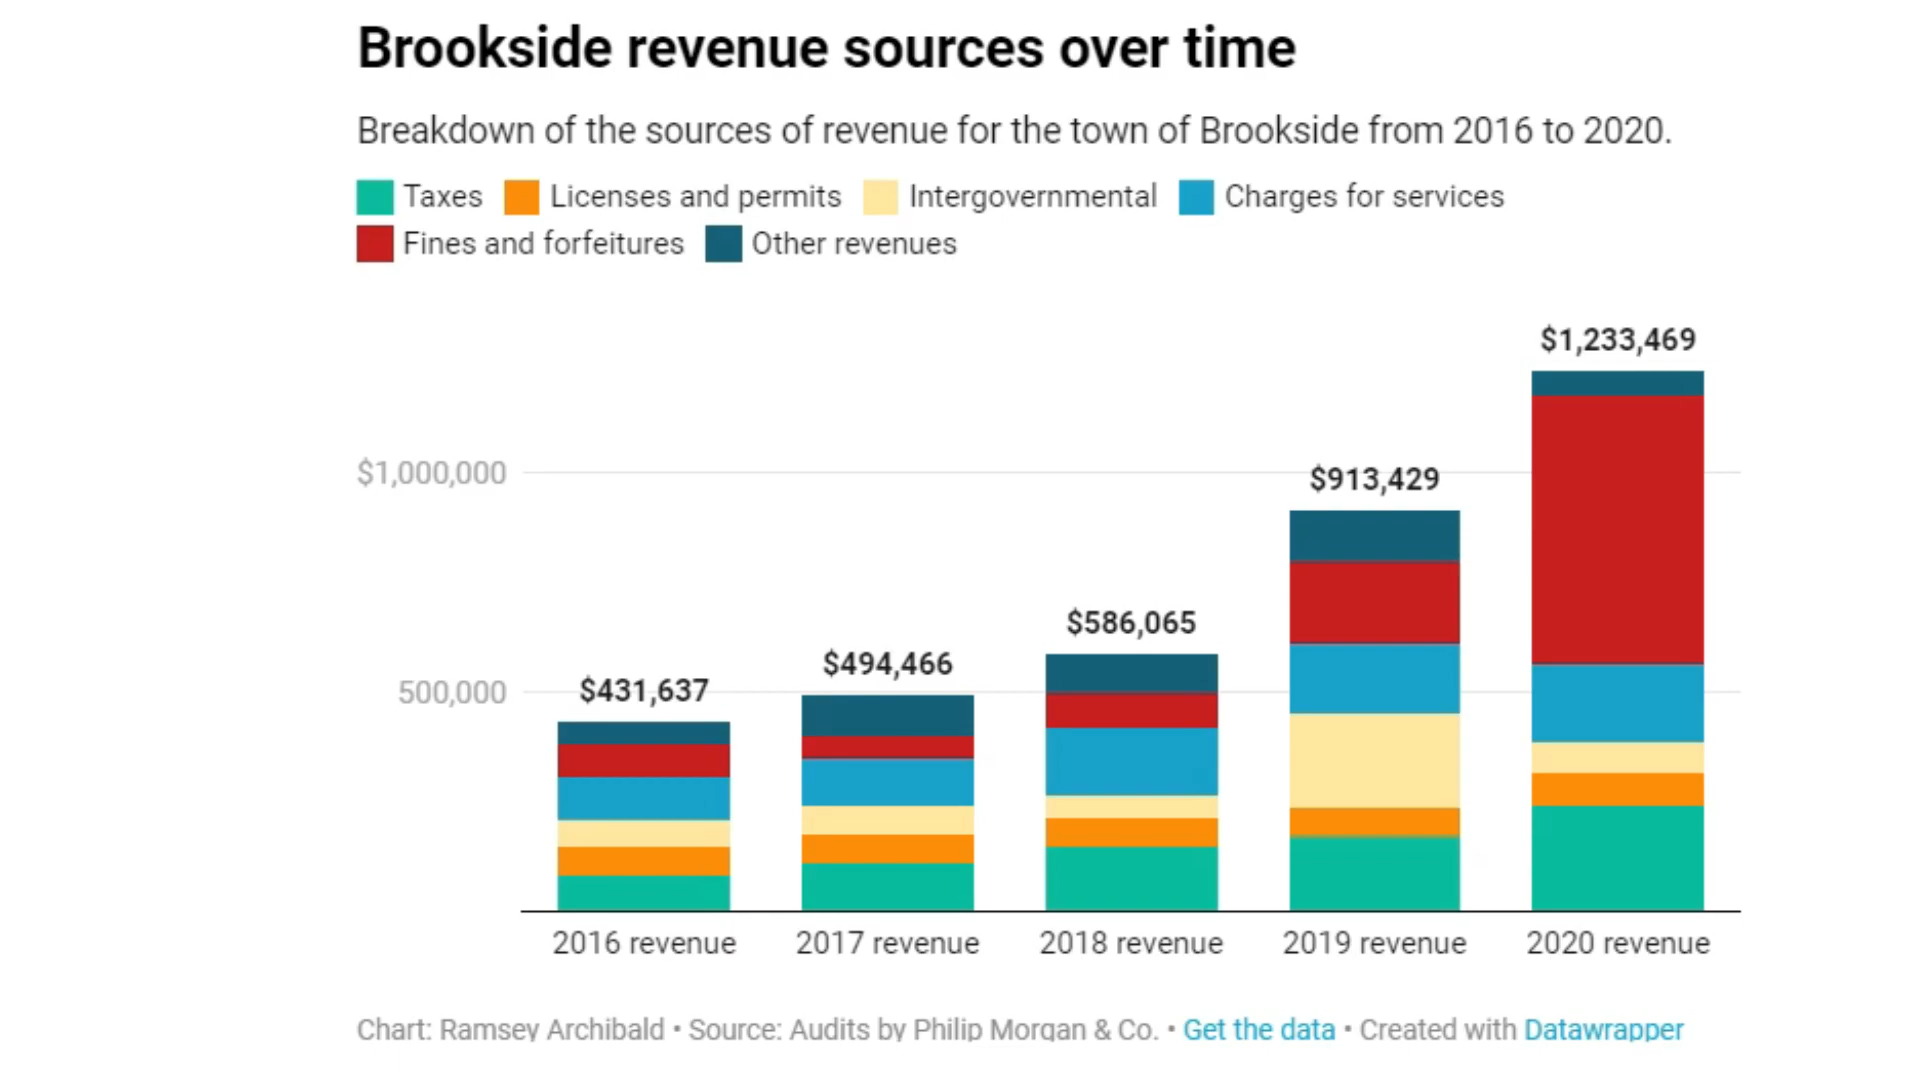 Brookside revenue sources over time
Breakdown of the sources of revenue for the town of Brookside from 2016 to 2020.
Taxes Licenses and permits Intergovernmental Charges for services
Fines and forfeitures Other revenues
$1,233,469
$1,000,000
$913,429
$586,065
$494,466
500,000
$431,637
2016 revenue 2017 revenue 2018 revenue 2019 revenue 2020 revenue
Chart: Ramsey Archibald • Source: Audits by Philip Morgan & Co. • Get the data • Created with Datawrapper